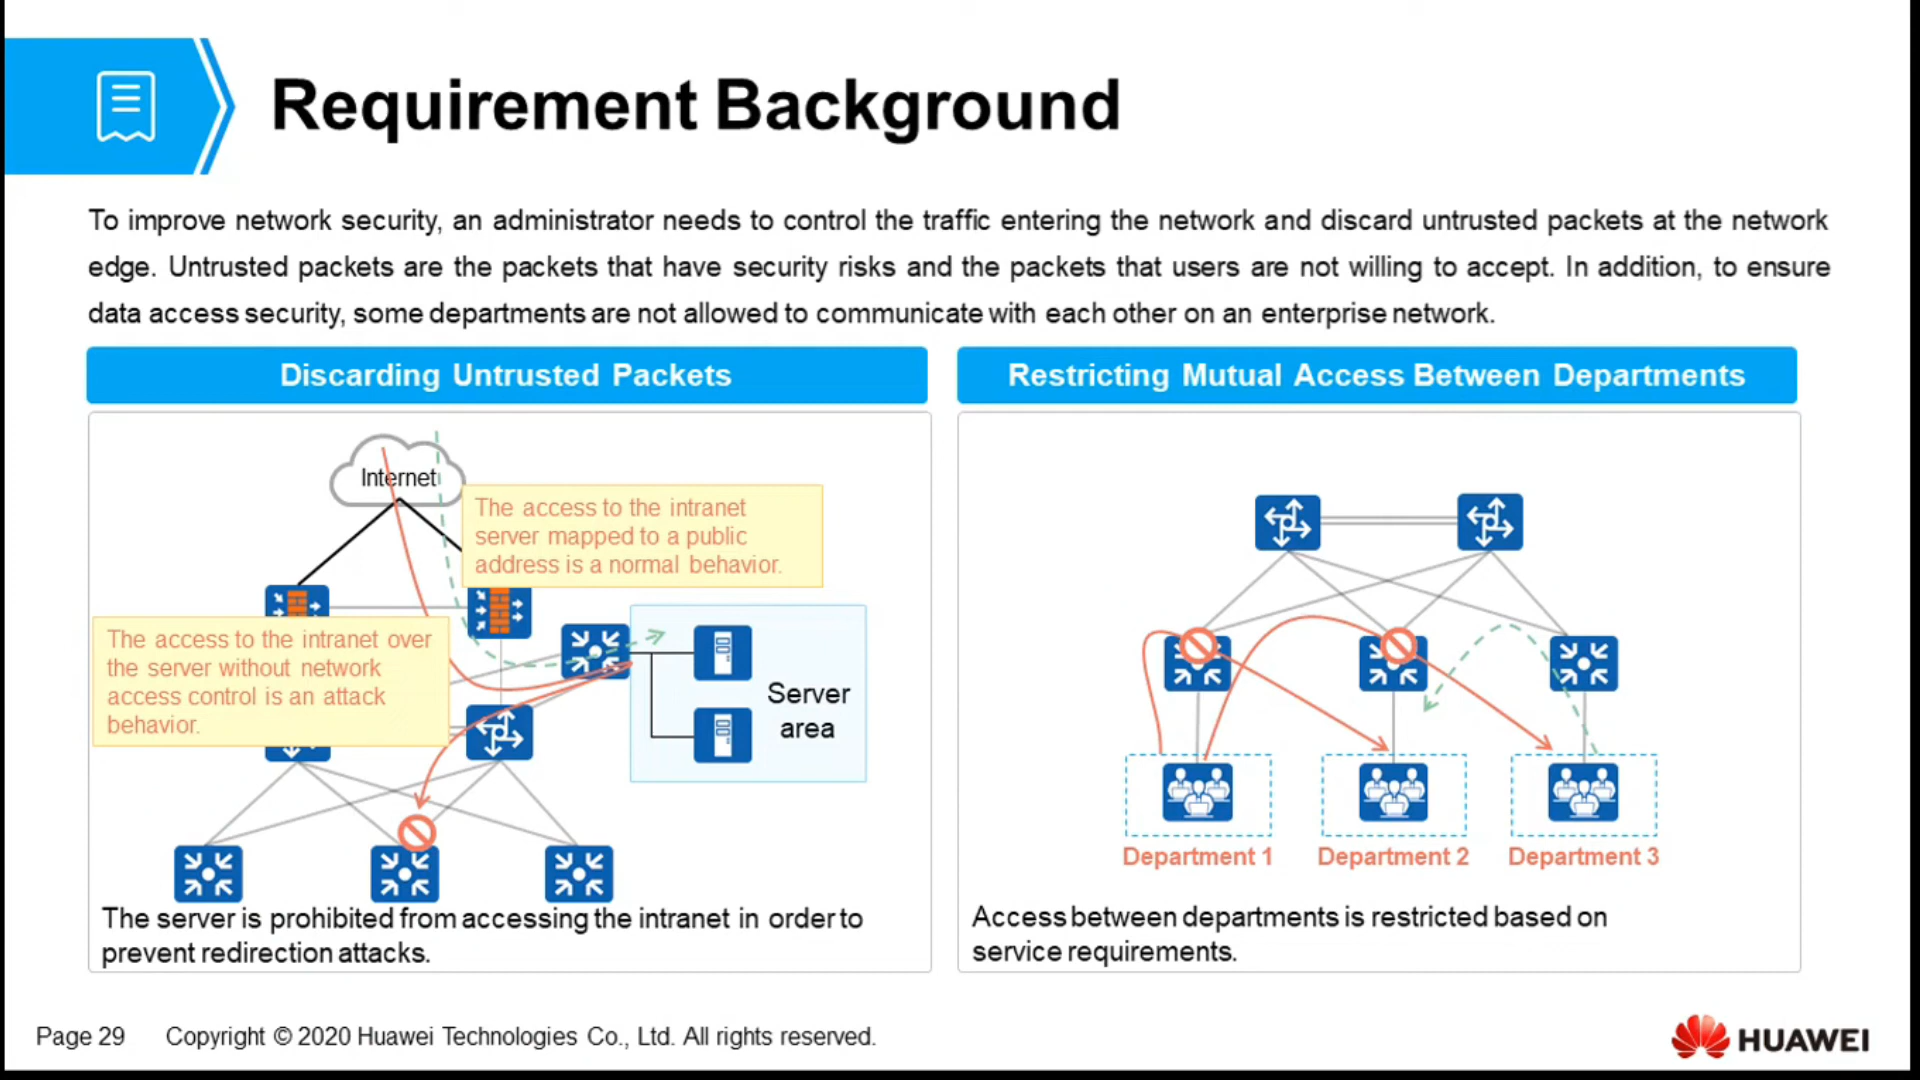 Requirement Background
To improve network security, an administrator needs to control the traffic entering the network and discard untrusted packets at the network
edge. Untrusted packets are the packets that have security risks and the packets that users are not willing to accept. In addition, to ensure
data access security, some departments are not allowed to communicate with each other on an enterprise network.
Discarding Untrusted Packets
Internet
The access to the intranet
server mapped to a public
address is a normal behavior.
The access to the intranet over
the server without network
access control is an attack
behavior.
Server
area
The server is prohibited from accessing the intranet in order to
prevent redirection attacks.
Restricting Mutual Access Between Departments
Department 1
Department 2
Department 3
Access between departments is restricted based on
service requirements.
Page 29
Copyright © 2020 Huawei Technologies Co., Ltd. All rights reserved.
HUAWEI